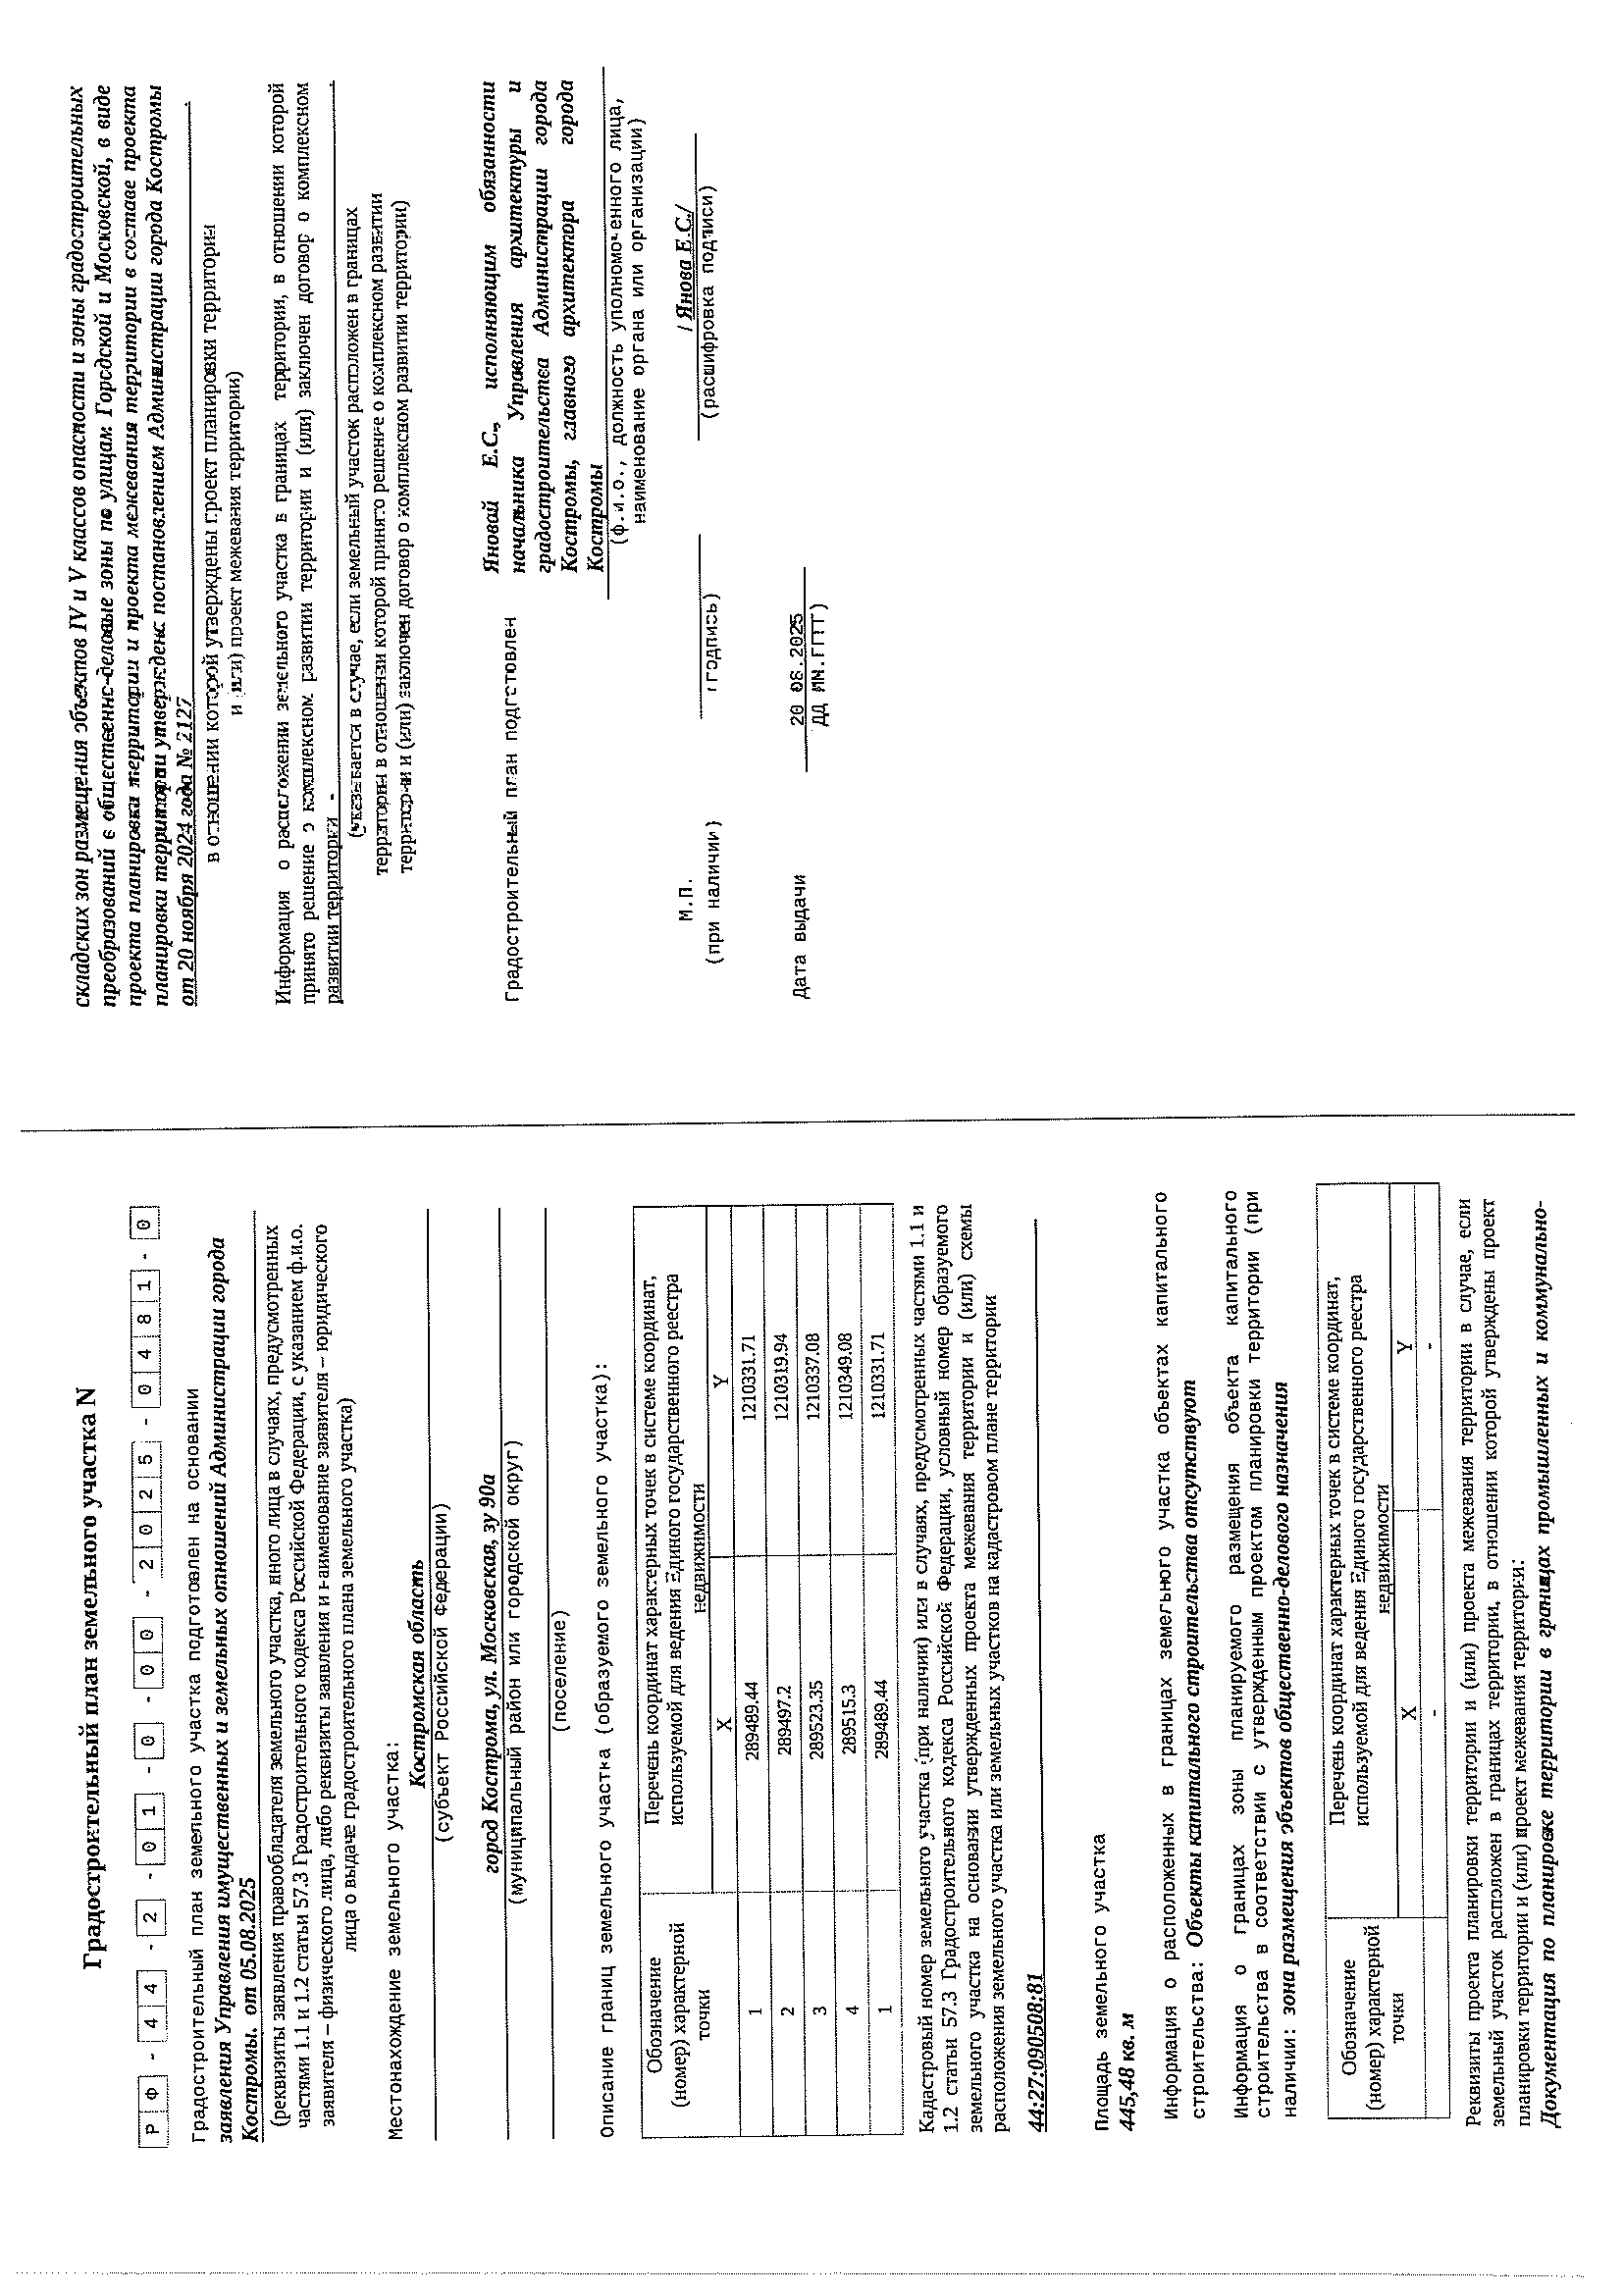 Градостроительный план земельного участка N
Р Ф - 4 4 - 2 - 0 1 - 0 - 0 0 - 2 0 2 5 - 0 4 8 1 - 0
Градостроительный план земельного участка подготовлен на основании
заявления Управления имущественных и земельных отношений Администрации города
Костромы. от 05.08.2025
(реквизиты заявления правообладателя земельного участка, иного лица в случаях, предусмотренных
частями 1.1 и 1.2 статьи 57.3 Градостроительного кодекса Российской Федерации, с указанием ф.и.о.
заявителя – физического лица, либо реквизиты заявления и наименование заявителя – юридического
лица о выдаче градостроительного плана земельного участка)
Местонахождение земельного участка:
Костромская область
(субъект Российской Федерации)
город Кострома, ул. Московская, зу 90а
(муниципальный район или городской округ)
(поселение)
Описание границ земельного участка (образуемого земельного участка):
Обозначение (номер) характерной точки
Перечень координат характерных точек в системе координат,
используемой для ведения Единого государственного реестра
недвижимости
X Y
1 289489.44 1210331.71
2 289497.2 1210319.94
3 289523.35 1210337.08
4 289515.3 1210349.08
1 289489.44 1210331.71
Кадастровый номер земельного участка (при наличии) или в случаях, предусмотренных частями 1.1 и
1.2 статьи 57.3 Градостроительного кодекса Российской Федерации, условный номер образуемого
земельного участка на основании утвержденных проекта межевания территории и (или) схемы
расположения земельного участка или земельных участков на кадастровом плане территории
44:27:090508:81
Площадь земельного участка
445,48 кв. м
Информация о расположенных в границах земельного участка объектах капитального
строительства: Объекты капитального строительства отсутствуют
Информация о границах зоны планируемого размещения объекта капитального
строительства в соответствии с утвержденным проектом планировки территории (при
наличии: зона размещения объектов общественно-делового назначения
Обозначение (номер) характерной точки
Перечень координат характерных точек в системе координат,
используемой для ведения Единого государственного реестра
недвижимости
X Y
- -
Реквизиты проекта планировки территории и (или) проекта межевания территории в случае, если
земельный участок расположен в границах территории, в отношении которой утверждены проект
планировки территории и (или) проект межевания территории:
Документация по планировке территории в границах промышленных и коммунально-
складских зон размещения объектов IV и V классов опасности и зоны градостроительных
преобразований в общественно-деловые зоны по улицам Городской и Московской, в виде
проекта планировки территории и проекта межевания территории в составе проекта
планировки территории утверждена постановлением Администрации города Костромы
от 20 ноября 2024 года № 2127
в отношении которой утверждены проект планировки территории
и (или) проект межевания территории)
Информация о расположении земельного участка в границах территории, в отношении которой
принято решение о комплексном развитии территории и (или) заключен договор о комплексном
развитии территории -
(указывается в случае, если земельный участок расположен в границах
территории в отношении которой принято решение о комплексном развитии
территории и (или) заключен договор о комплексном развитии территории)
Градостроительный план подготовлен
Яновой Е.С., исполняющим обязанности
начальника Управления архитектуры и
градостроительства Администрации города
Костромы, главного архитектора города
Костромы
(ф.и.о., должность уполномоченного лица,
наименование органа или организации)
М.П.
(при наличии)
(подпись)
/ Янова Е.С./
(расшифровка подписи)
Дата выдачи
ДД ММ.ГГГГ)